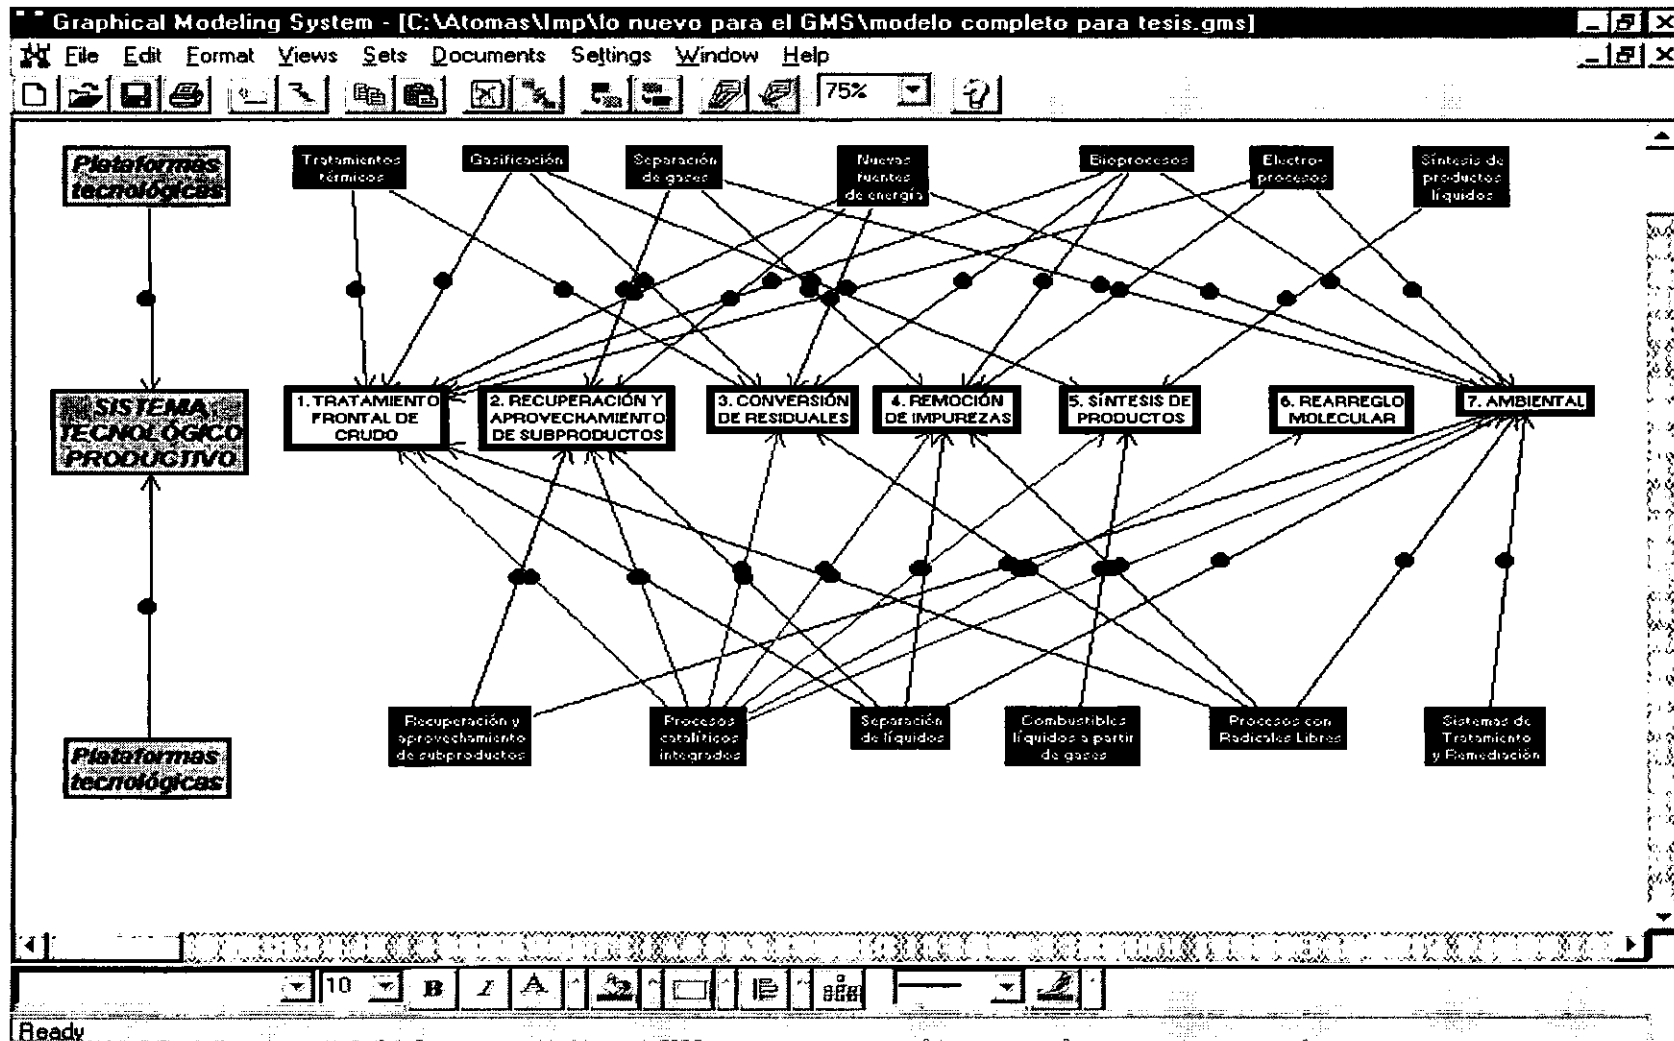 Graphical Modeling System - [C:\Atomas\Imp\lo nuevo para el GMS\modelo completo para tesis.gms]
File Edit Format Views Sets Documents Settings Window Help
75%
Plataformas
tecnológicas
Tratamientos
térmicos
Gasificación
Separación
de gases
Nuevas
fuentes
de energía
Bioprocesos
Electro-
procesos
Síntesis de
productos
líquidos
SISTEMA
TECNOLÓGICO
PRODUCTIVO
1. TRATAMIENTO
FRONTAL DE
CRUDO
2. RECUPERACIÓN Y
APROVECHAMIENTO
DE SUBPRODUCTOS
3. CONVERSIÓN
DE RESIDUALES
4. REMOCIÓN
DE IMPUREZAS
5. SÍNTESIS DE
PRODUCTOS
6. REARREGLO
MOLECULAR
7. AMBIENTAL
Plataformas
tecnológicas
Recuperación y
aprovechamiento
de subproductos
Procesos
catalíticos
integrados
Separación
de líquidos
Combustibles
líquidos a partir
de gases
Procesos con
Radicales Libres
Sistemas de
Tratamiento
y Remediación
10 B I A
Ready